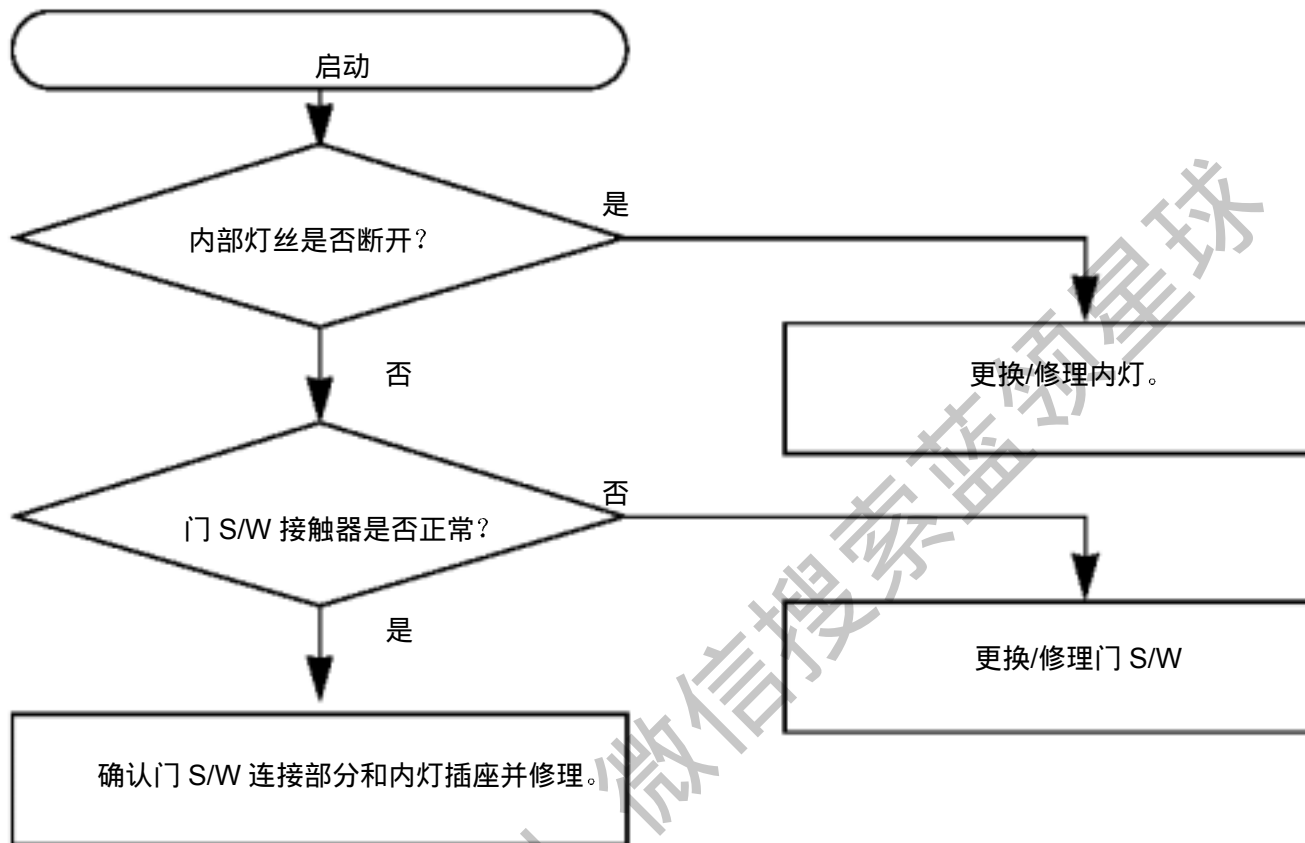 启动
内部灯丝是否断开?
是
更换/修理内灯。
否
门 S/W 接触器是否正常?
否
更换/修理门 S/W
是
确认门 S/W 连接部分和内灯插座并修理。
微信搜索蓝领星球